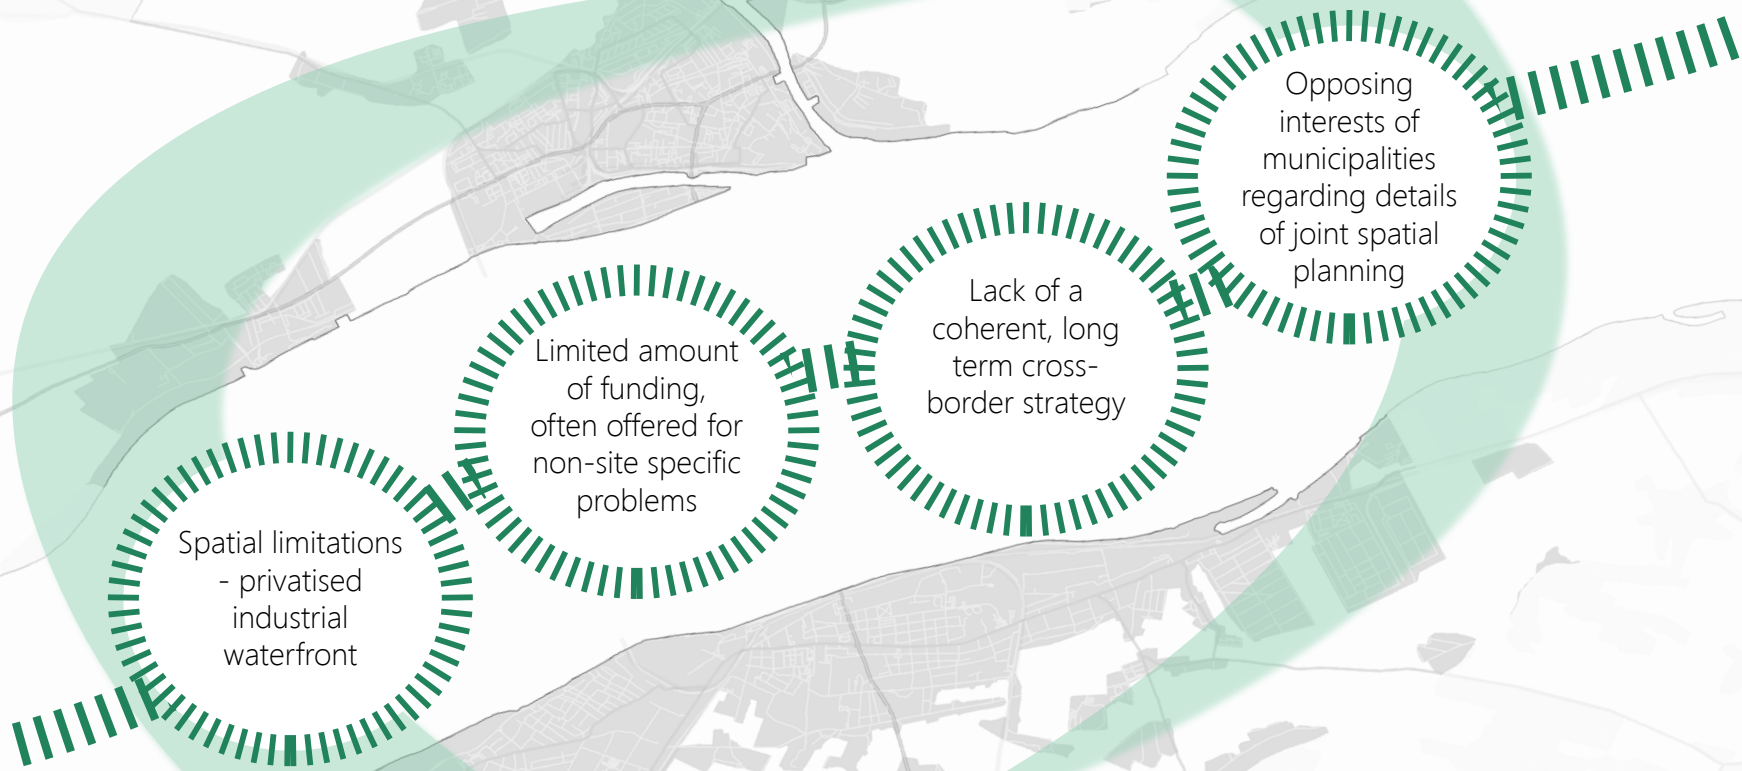 Spatial limitations
- privatised
industrial
waterfront
Limited amount
of funding,
often offered for
non-site specific
problems
Lack of a
coherent, long
term cross-
border strategy
Opposing
interests of
municipalities
regarding details
of joint spatial
planning